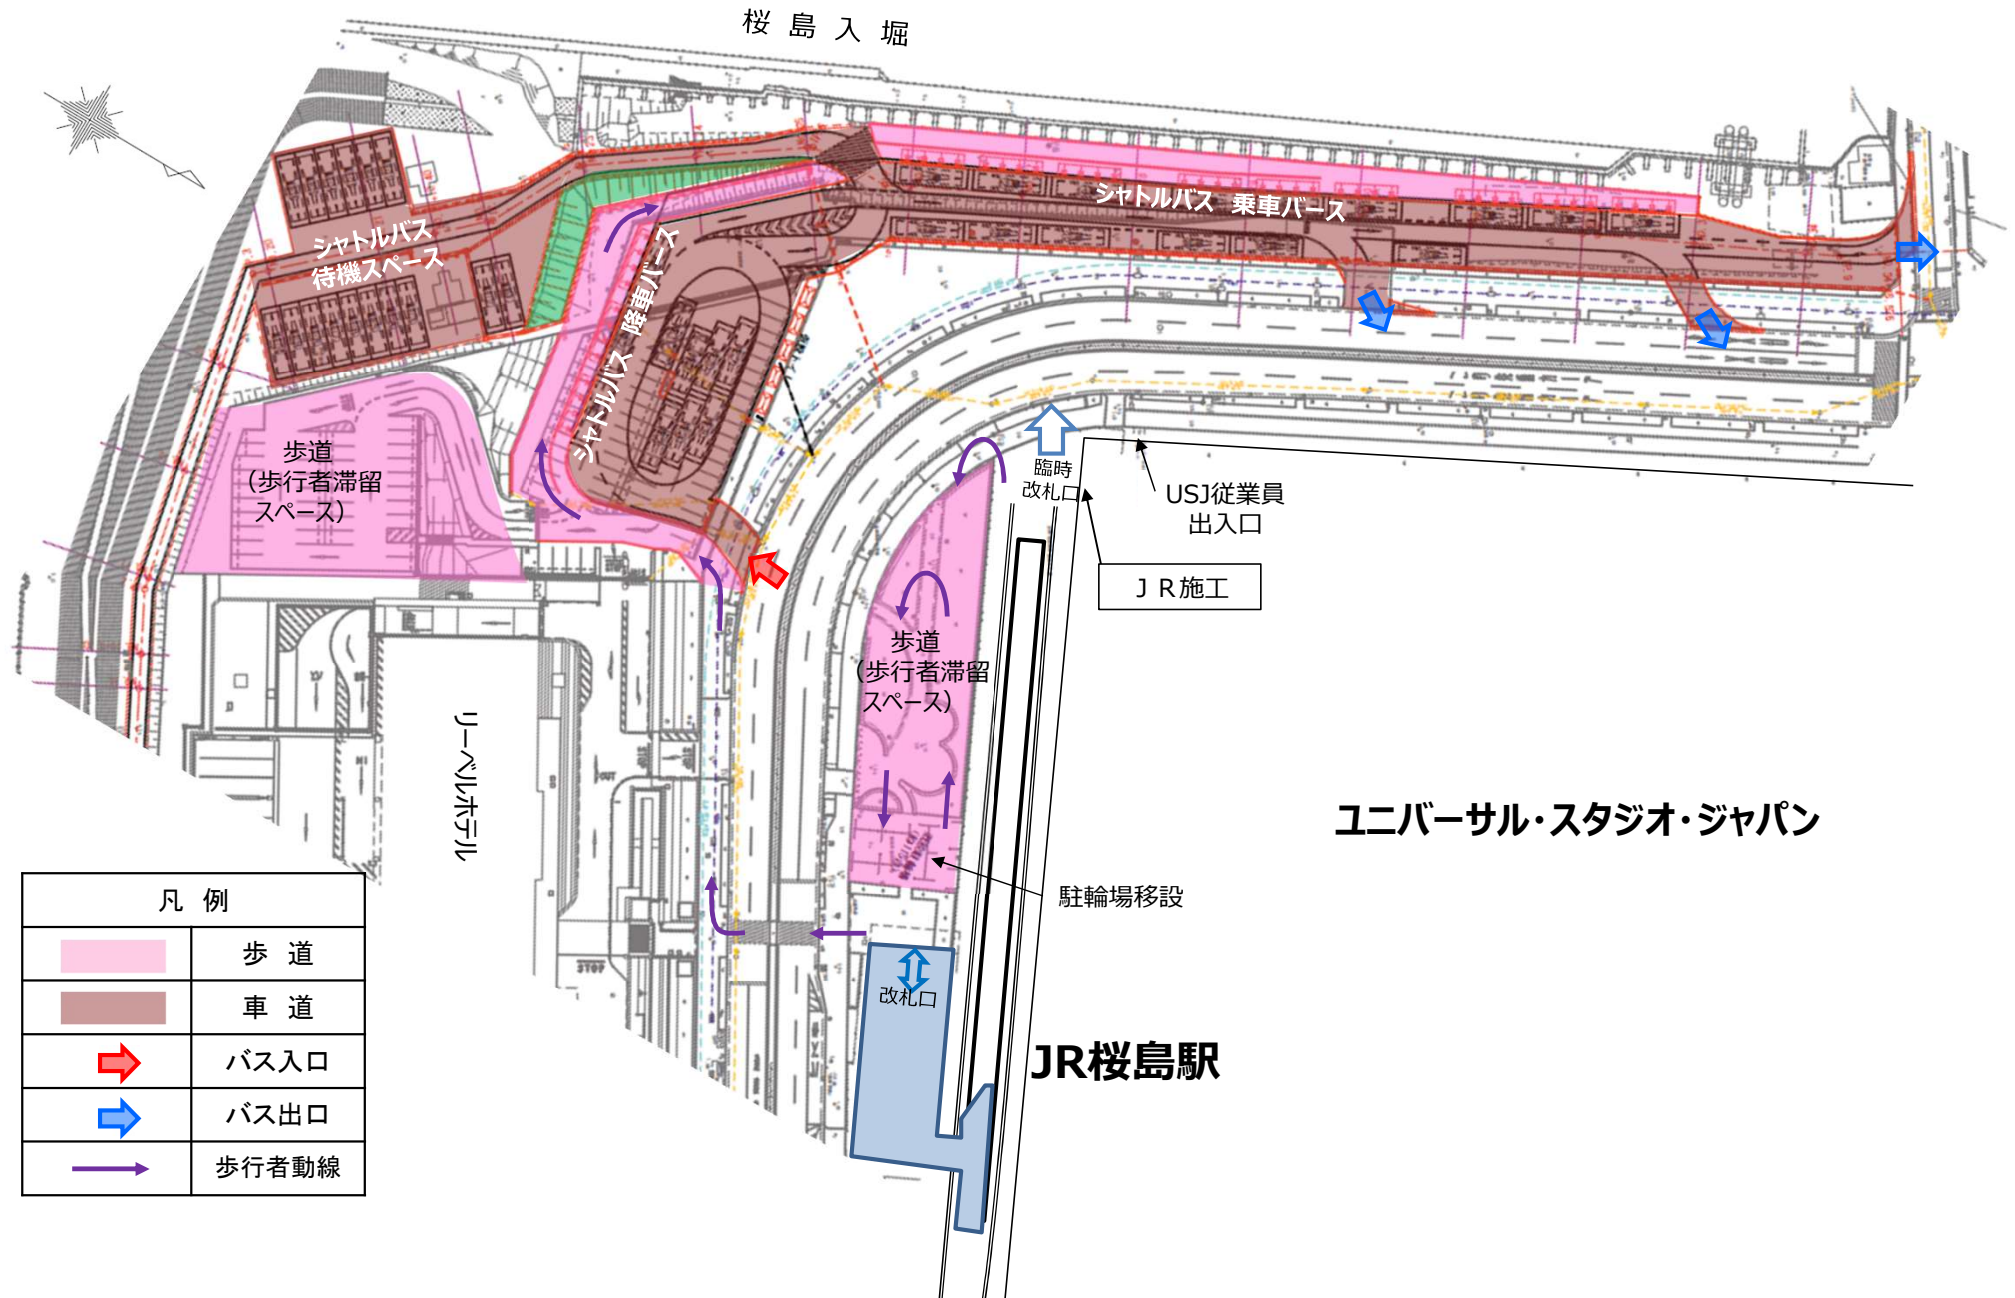 桜島入堀
シャトルバス 乗車バース
シャトルバス
待機スペース
シャトルバス 降車バース
歩道
（歩行者滞留
スペース）
臨時
改札口
USJ従業員
出入口
ＪＲ施工
歩道
（歩行者滞留
スペース）
リーベルホテル
ユニバーサル・スタジオ・ジャパン
駐輪場移設
改札口
JR桜島駅
凡 例
歩 道
車 道
バス入口
バス出口
歩行者動線
OUT
IN
STOP